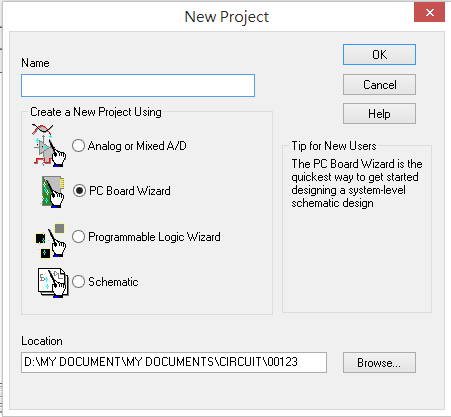 New Project
Name
OK
Cancel
Help
Create a New Project Using
Analog or Mixed A/D
PC Board Wizard
Programmable Logic Wizard
Schematic
Tip for New Users
The PC Board Wizard is the
quickest way to get started
designing a system-level
schematic design
Location
D:\MY DOCUMENT\MY DOCUMENTS\CIRCUIT\00123
Browse...